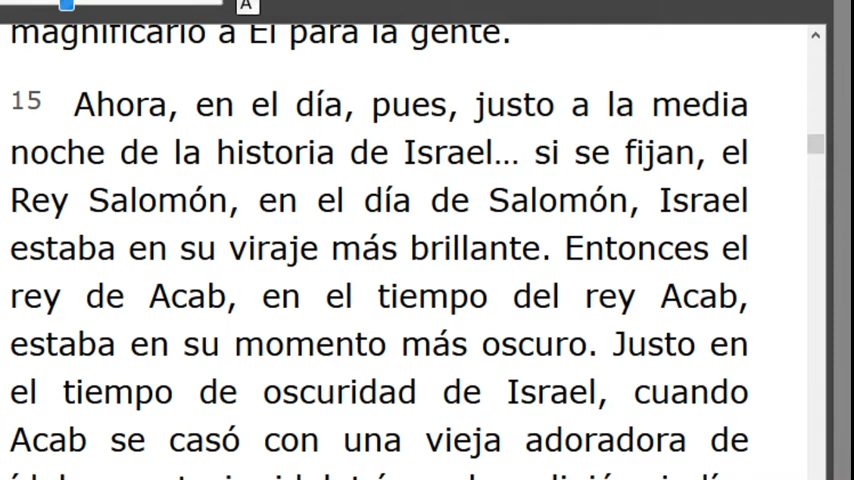 A
magnificarlo a Él para la gente.
15 Ahora, en el día, pues, justo a la media
noche de la historia de Israel… si se fijan, el
Rey Salomón, en el día de Salomón, Israel
estaba en su viraje más brillante. Entonces el
rey de Acab, en el tiempo del rey Acab,
estaba en su momento más oscuro. Justo en
el tiempo de oscuridad de Israel, cuando
Acab se casó con una vieja adoradora de